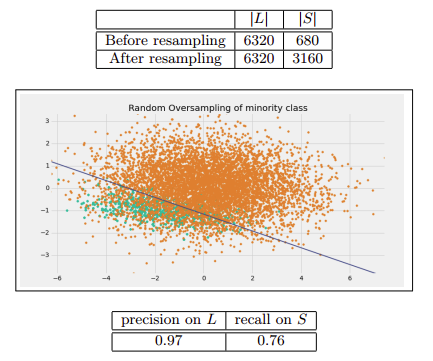 |L| |S|
Before resampling 6320 680
After resampling 6320 3160
Random Oversampling of minority class
3
2
1
0
−1
−2
−3
−6 −4 −2 0 2 4 6
precision on L recall on S
0.97 0.76